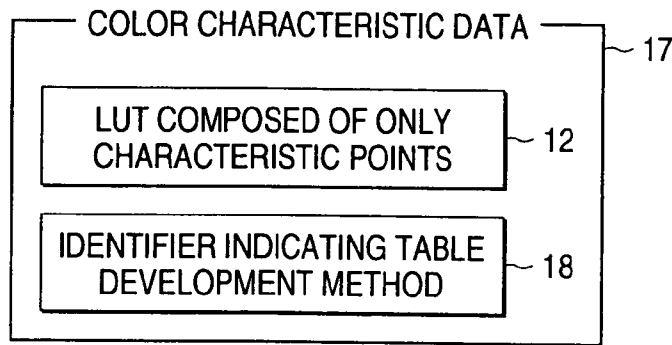 COLOR CHARACTERISTIC DATA
17
LUT COMPOSED OF ONLY
CHARACTERISTIC POINTS
12
IDENTIFIER INDICATING TABLE
DEVELOPMENT METHOD
18